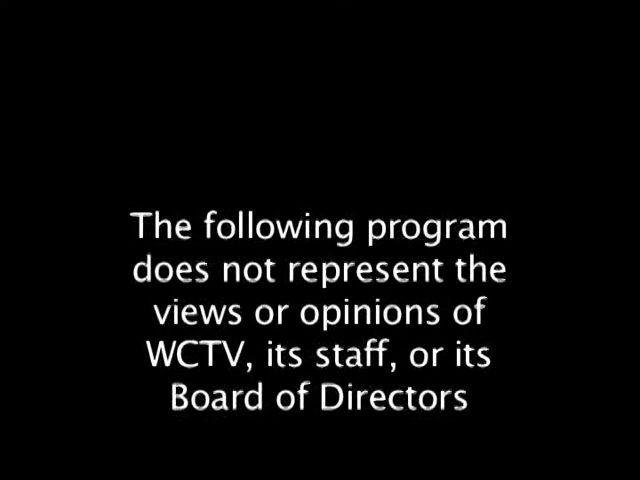 The following program
does not represent the
views or opinions of
WCTV, its staff, or its
Board of Directors